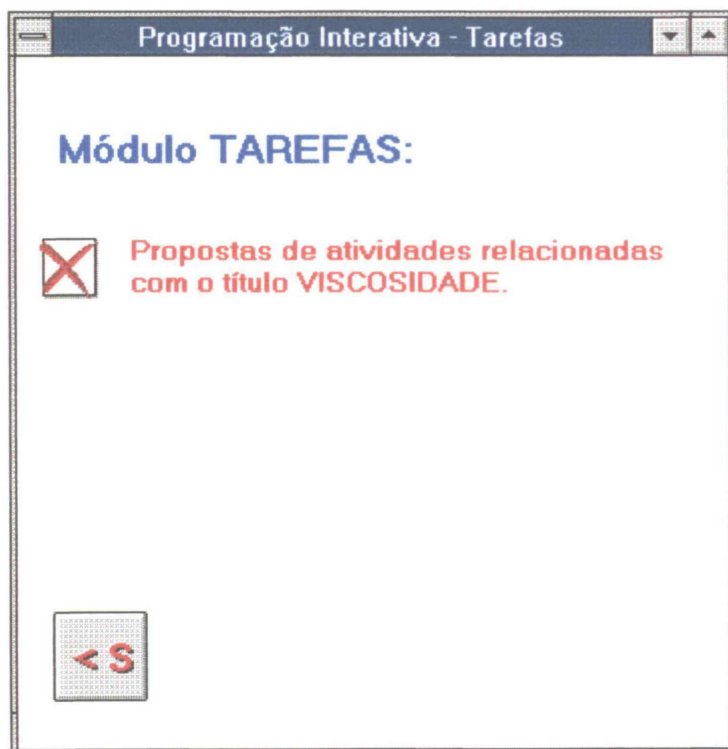 Programação Interativa - Tarefas
Módulo TAREFAS:
Propostas de atividades relacionadas
com o título VISCOSIDADE.
< S